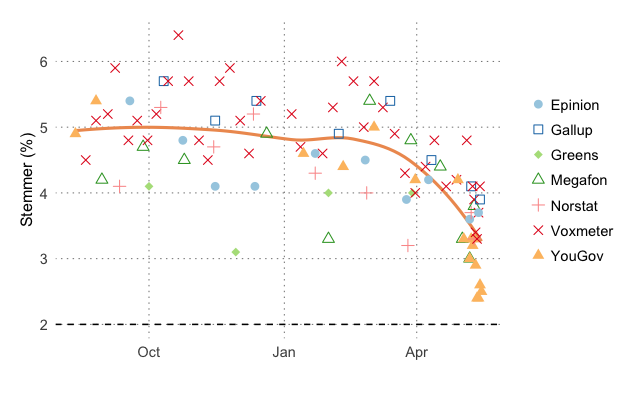 6
5
4
3
2
Stemmer (%)
Oct
Jan
Apr
Epinion
Gallup
Greens
Megafon
Norstat
Voxmeter
YouGov